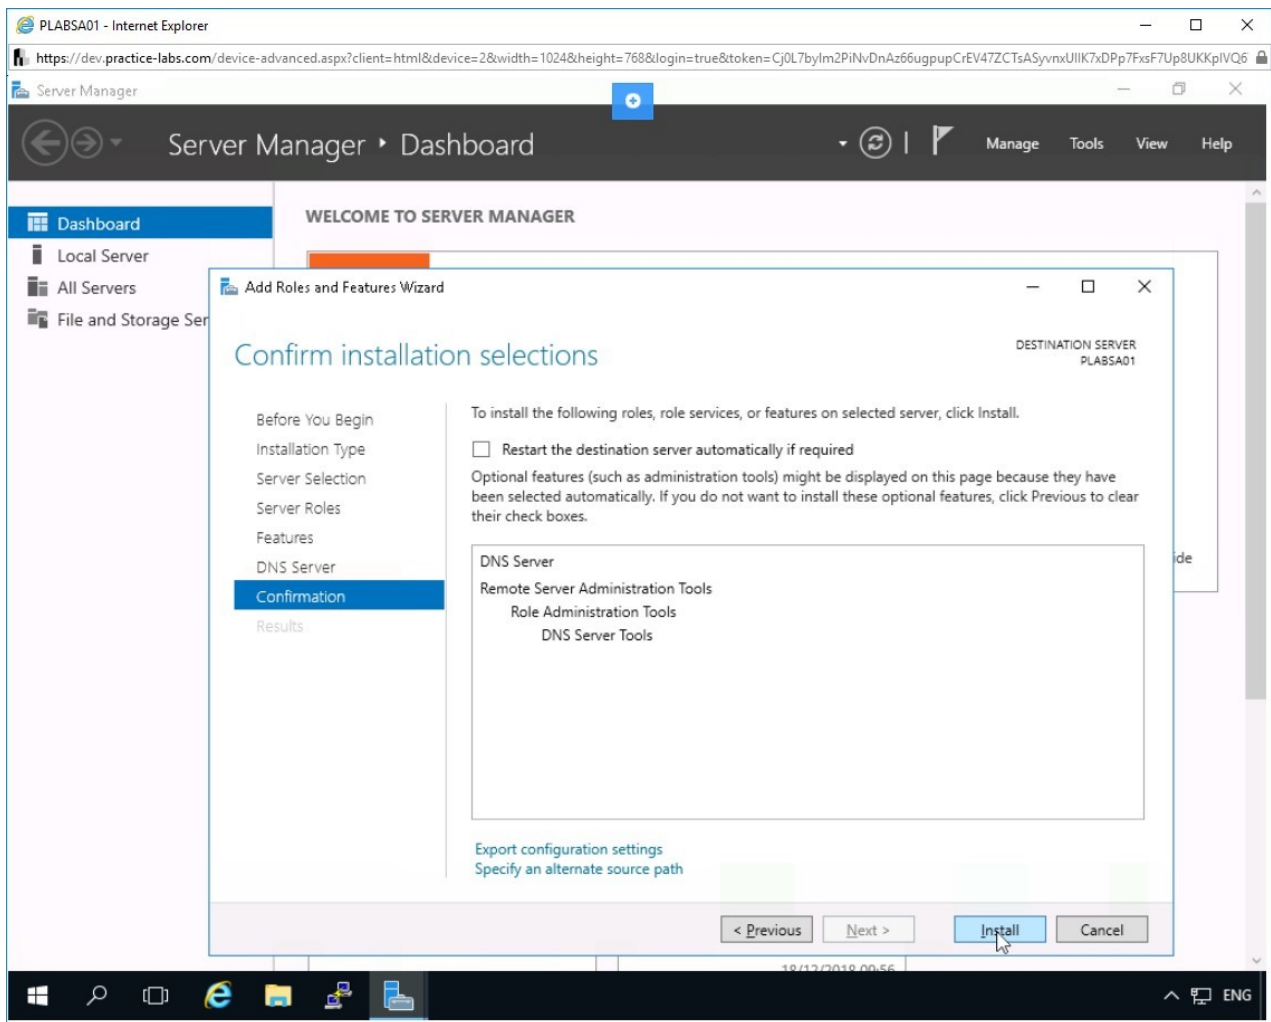 PLABSA01 - Internet Explorer
https://dev.practice-labs.com/device-advanced.aspx?client=html&device=2&width=1024&height=768&login=true&token=
Server Manager
Server Manager ‣ Dashboard
Manage Tools View Help
Dashboard
Local Server
All Servers
File and Storage Ser
WELCOME TO SERVER MANAGER
Add Roles and Features Wizard
Confirm installation selections
DESTINATION SERVER
PLABSA01
Before You Begin
Installation Type
Server Selection
Server Roles
Features
DNS Server
Confirmation
Results
To install the following roles, role services, or features on selected server, click Install.
Restart the destination server automatically if required
Optional features (such as administration tools) might be displayed on this page because they have
been selected automatically. If you do not want to install these optional features, click Previous to clear
their check boxes.
DNS Server
Remote Server Administration Tools
Role Administration Tools
DNS Server Tools
ide
Export configuration settings
Specify an alternate source path
< Previous
Next >
Install
Cancel
18/12/2018 00:56
ENG